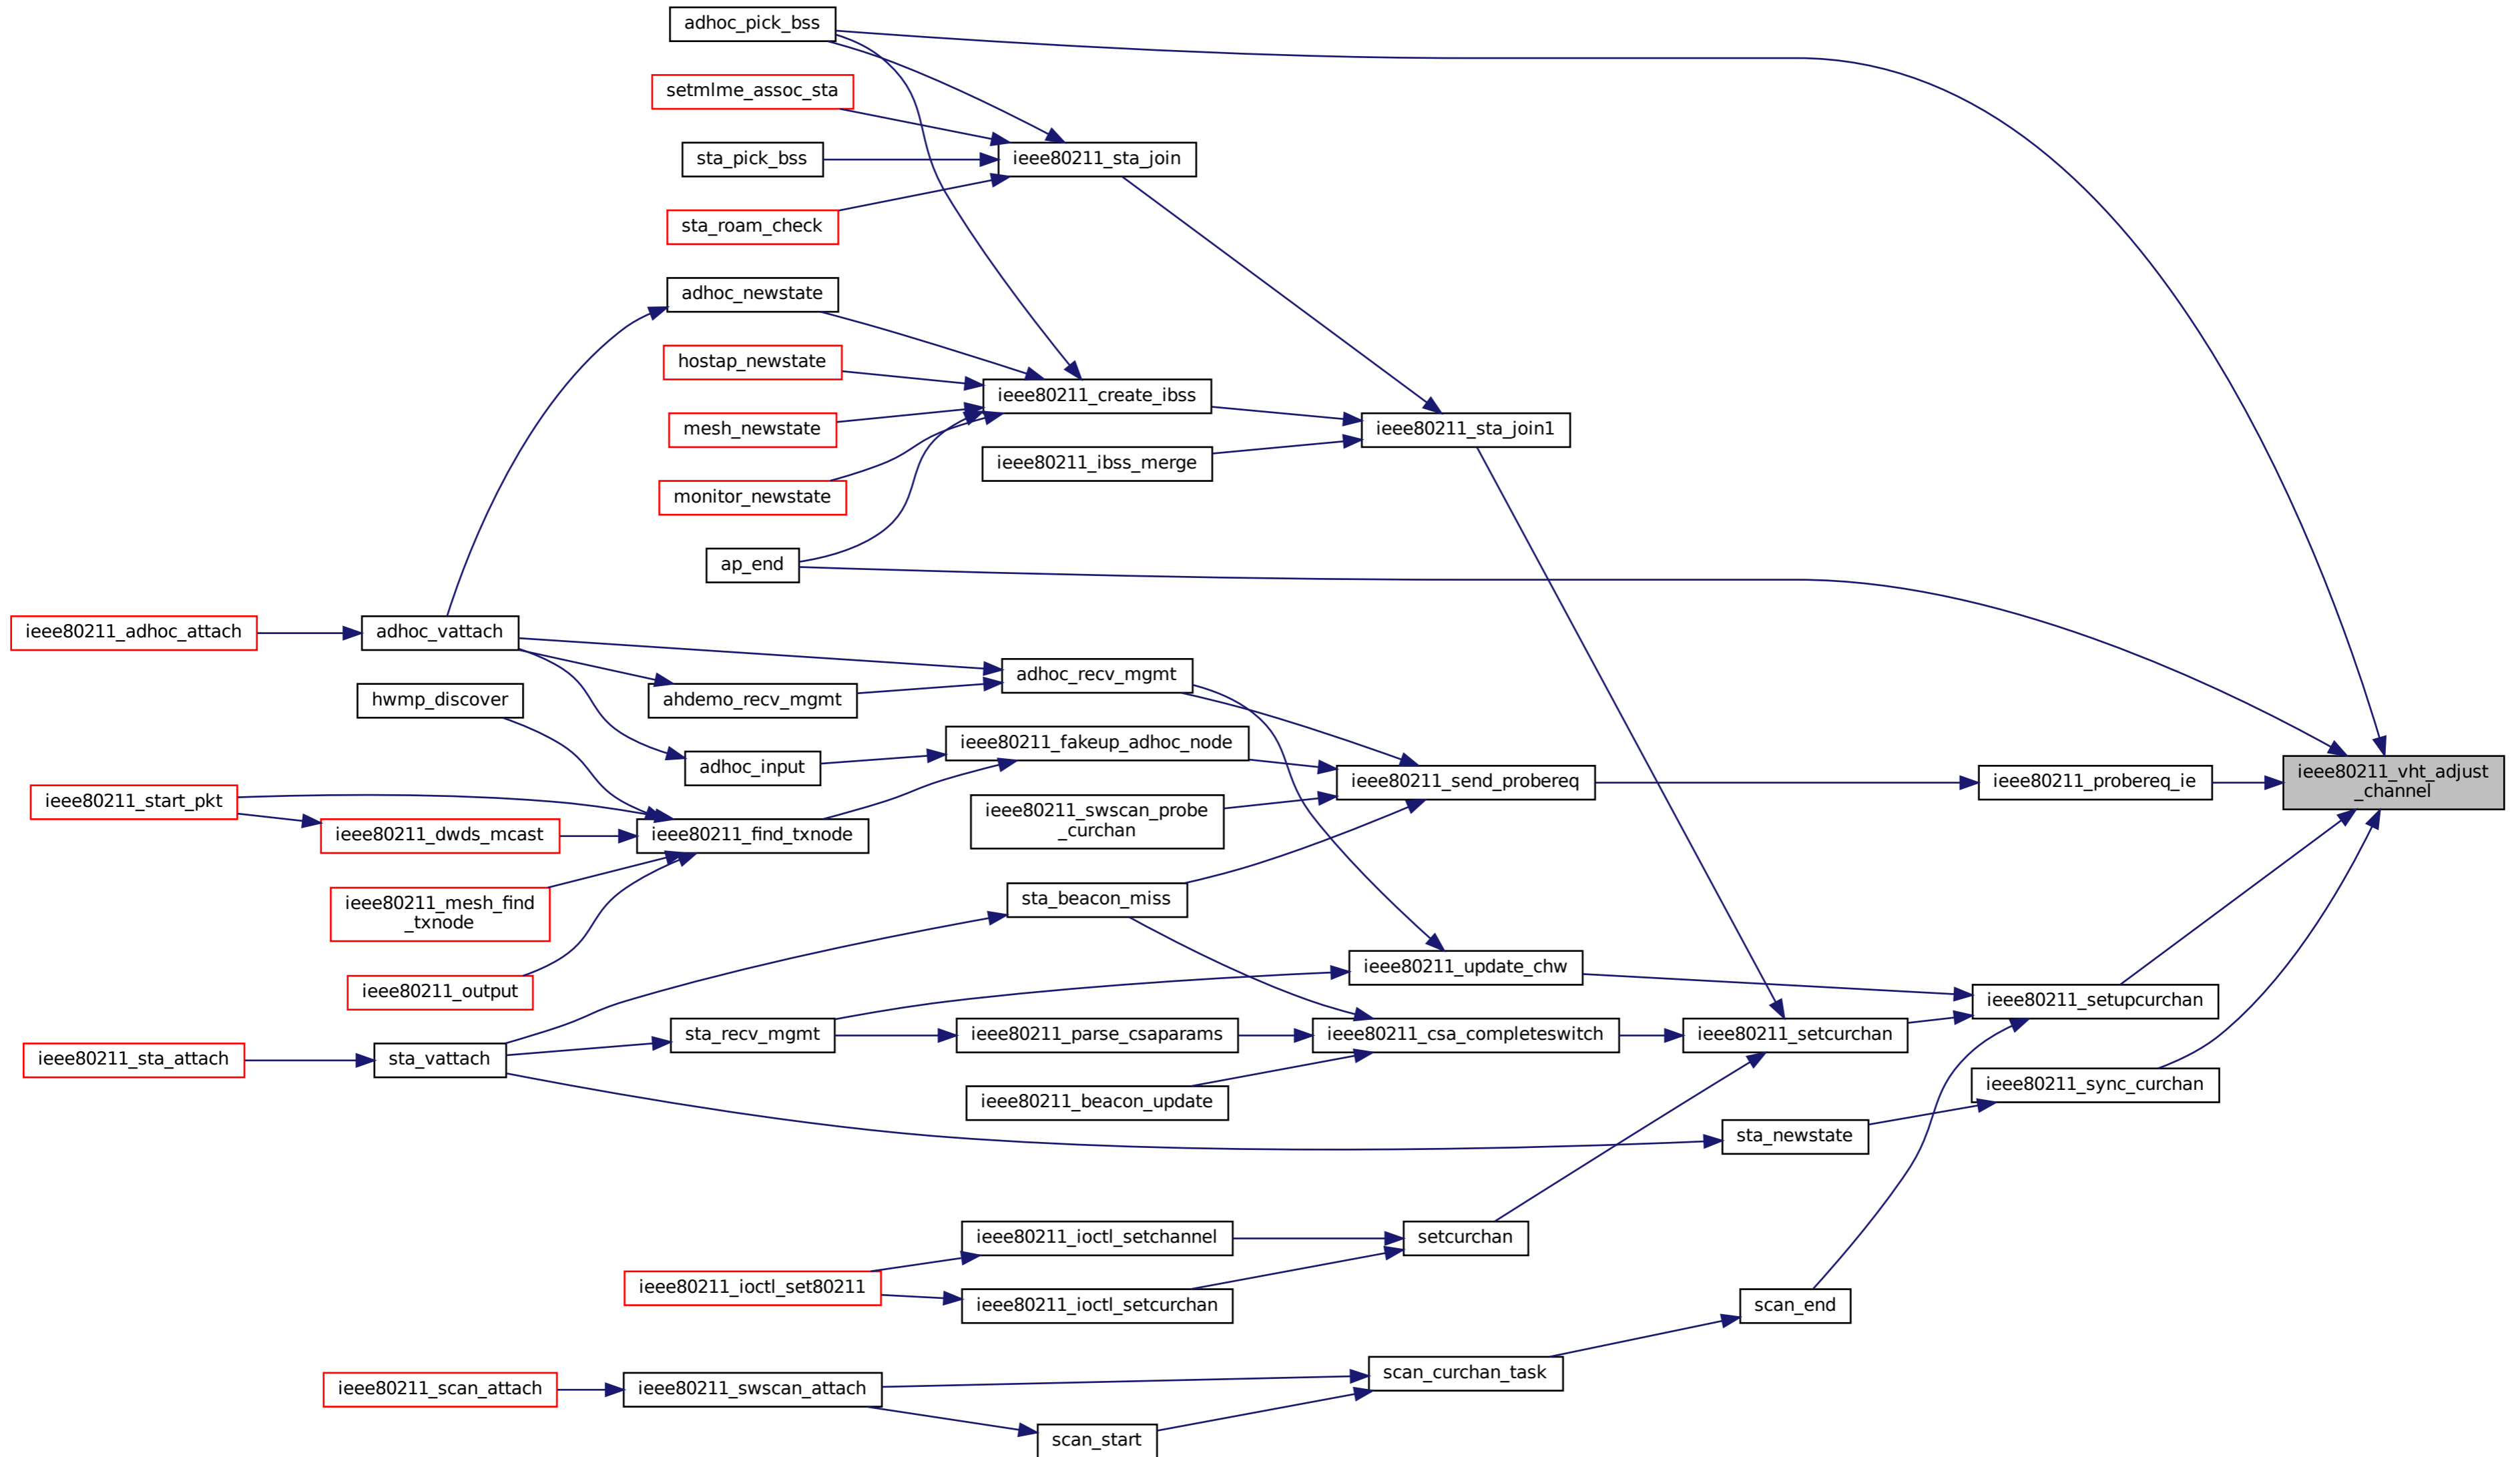 adhoc_pick_bss
setmlme_assoc_sta
sta_pick_bss
ieee80211_sta_join
sta_roam_check
adhoc_newstate
hostap_newstate
ieee80211_create_ibss
mesh_newstate
ieee80211_sta_join1
ieee80211_ibss_merge
monitor_newstate
ap_end
ieee80211_adhoc_attach
adhoc_vattach
adhoc_recv_mgmt
hwmp_discover
ahdemo_recv_mgmt
ieee80211_fakeup_adhoc_node
adhoc_input
ieee80211_send_probereq
ieee80211_probereq_ie
ieee80211_vht_adjust
_channel
ieee80211_start_pkt
ieee80211_swscan_probe
_curchan
ieee80211_dwds_mcast
ieee80211_find_txnode
ieee80211_mesh_find
_txnode
sta_beacon_miss
ieee80211_output
ieee80211_update_chw
ieee80211_setupcurchan
sta_recv_mgmt
ieee80211_parse_csaparams
ieee80211_csa_completeswitch
ieee80211_setcurchan
ieee80211_sta_attach
sta_vattach
ieee80211_sync_curchan
ieee80211_beacon_update
sta_newstate
ieee80211_ioctl_setchannel
setcurchan
ieee80211_ioctl_set80211
ieee80211_ioctl_setcurchan
scan_end
scan_curchan_task
ieee80211_scan_attach
ieee80211_swscan_attach
scan_start